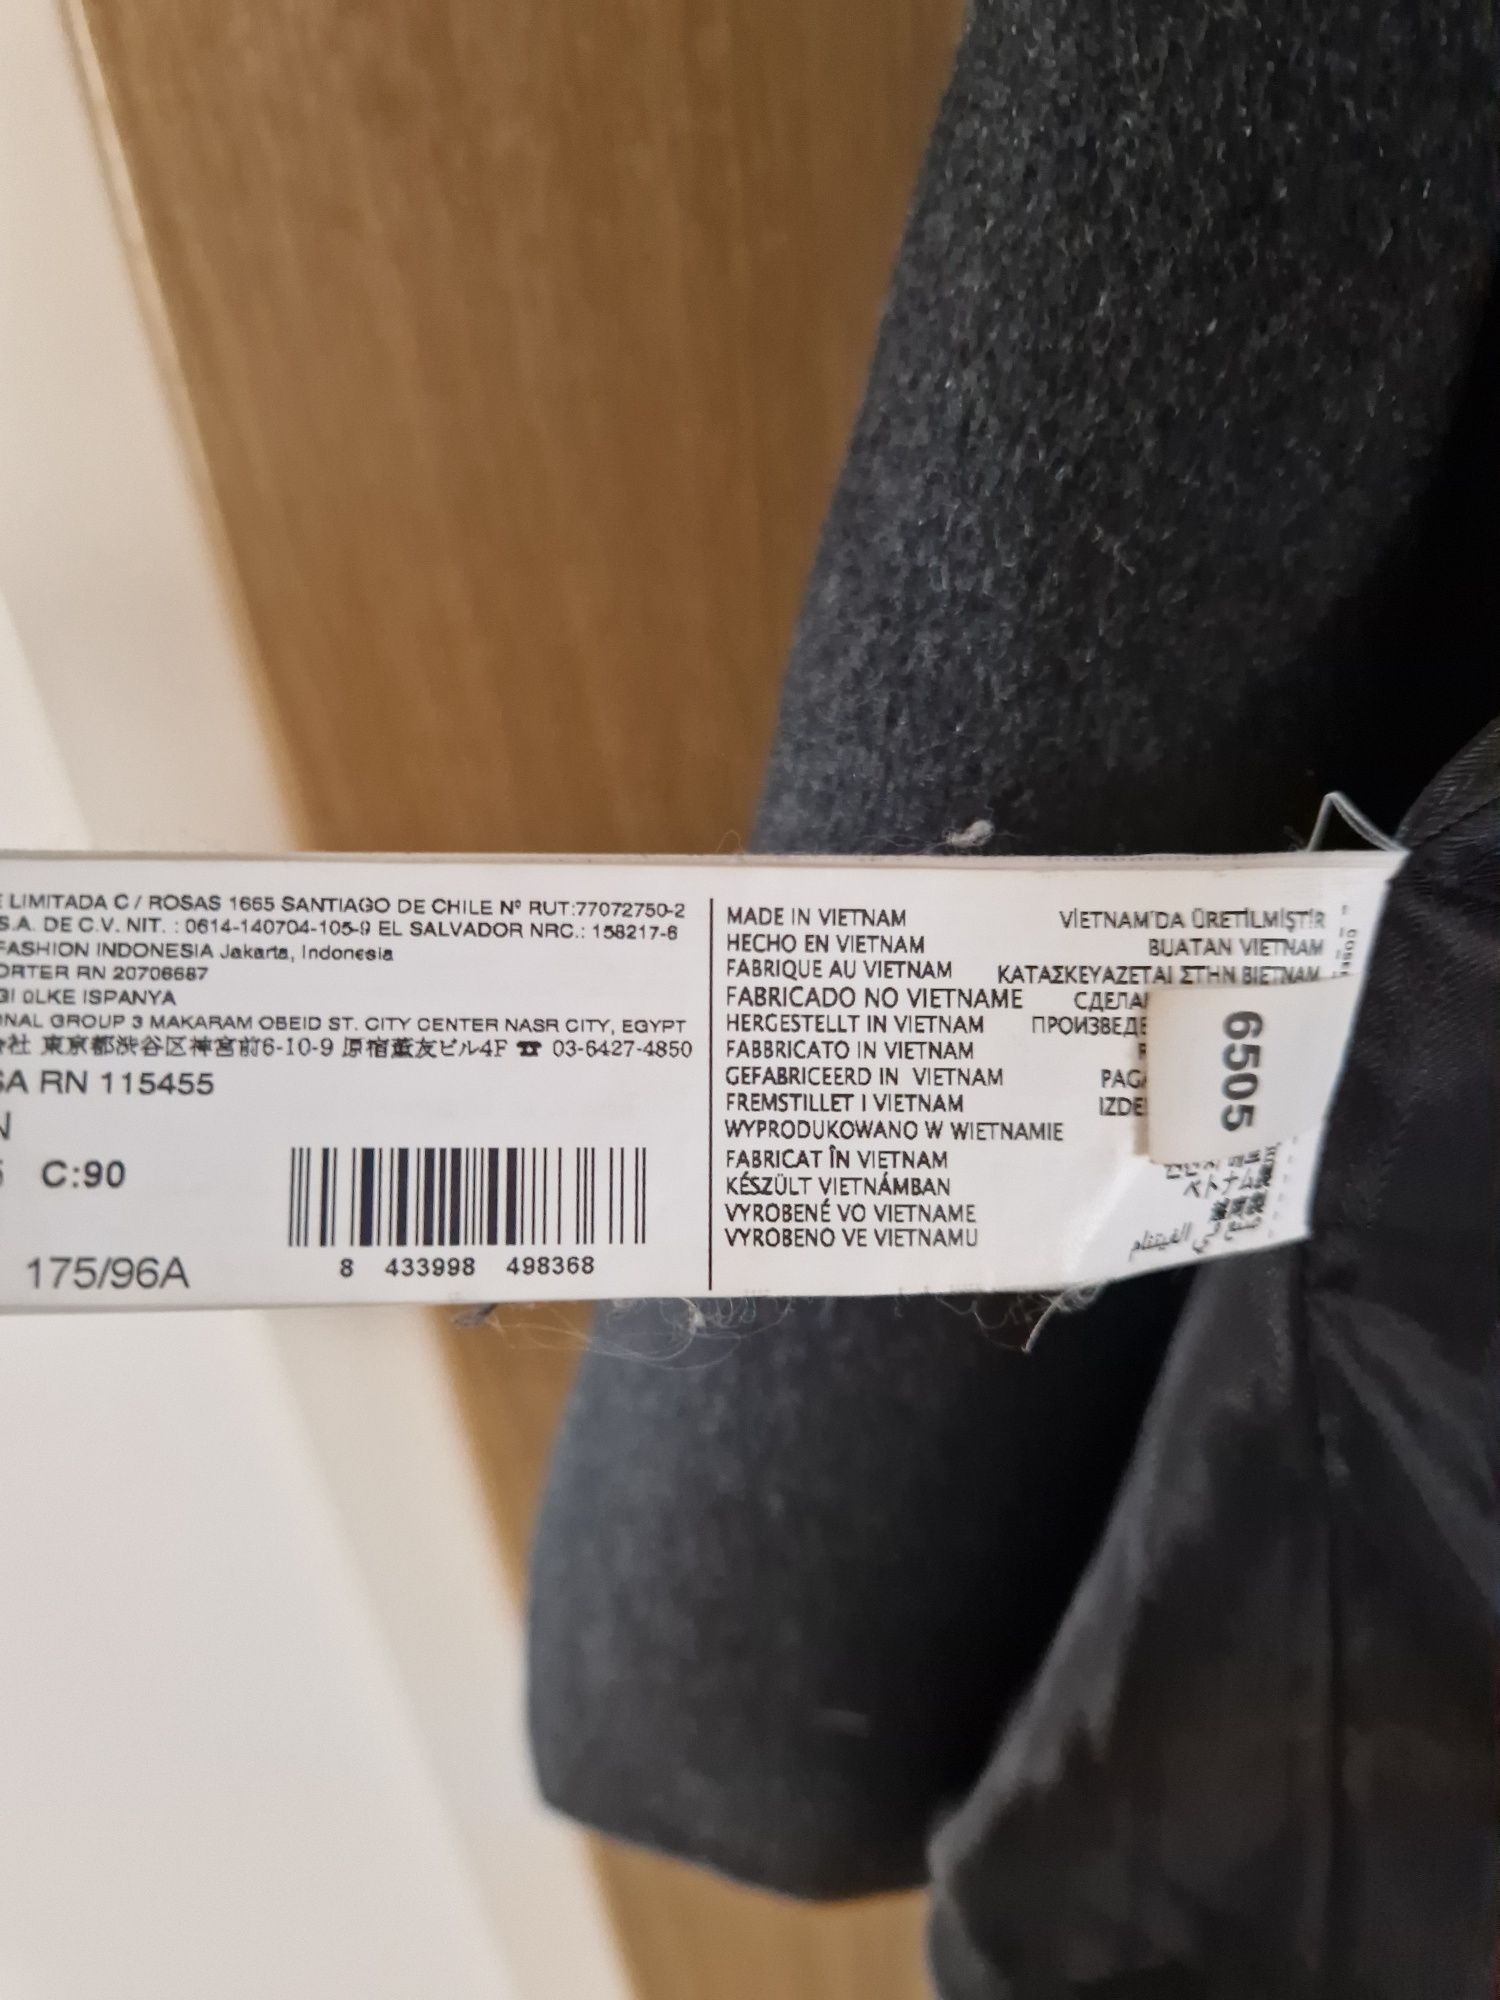 LIMITADA C / ROSAS 1665 SANTIAGO DE CHILE Nº RUT:77072750-2
S.A. DE C.V. NIT. : 0614-140704-105-9 EL SALVADOR NRC.: 158217-6
FASHION INDONESIA Jakarta, Indonesia
RN 20706687
ÜLKE ISPANYA
GROUP 3 MAKARAM OBEID ST. CITY CENTER NASR CITY, EGYPT
東京都渋谷区神宮前6-10-9 原宿董友ビル4F ☎ 03-6427-4850
SA RN 115455
N
C:90
175/96A
8 433998 498368
MADE IN VIETNAM
HECHO EN VIETNAM
FABRIQUE AU VIETNAM
FABRICADO NO VIETNAME
HERGESTELLT IN VIETNAM
FABBRICATO IN VIETNAM
GEFABRICEERD IN VIETNAM
FREMSTILLET I VIETNAM
WYPRODUKOWANO W WIETNAMIE
FABRICAT ÎN VIETNAM
KÉSZÜLT VIETNÁMBAN
VYROBENÉ VO VIETNAME
VYROBENO VE VIETNAMU
VİETNAM'DA ÜRETİLMİŞTİR
BUATAN VIETNAM
ΚΑΤΑΣΚΕΥΑΖΕΤΑΙ ΣΤΗΝ ΒΙΕΤΝΑΜ
СДЕЛА
ПРОИЗВЕДЕ
PAGA
IZDE
ベトナム製
صنع في الفيتنام
6505